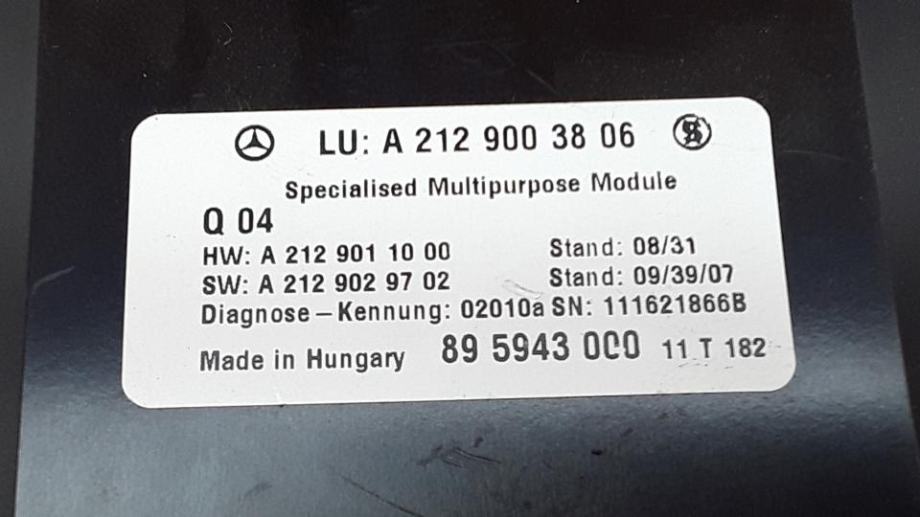 LU: A 212 900 38 06
Specialised Multipurpose Module
Q 04
HW: A 212 901 10 00 Stand: 08/31
SW: A 212 902 97 02 Stand: 09/39/07
Diagnose – Kennung: 02010a SN: 111621866B
Made in Hungary 89 5943 000 11 T 182